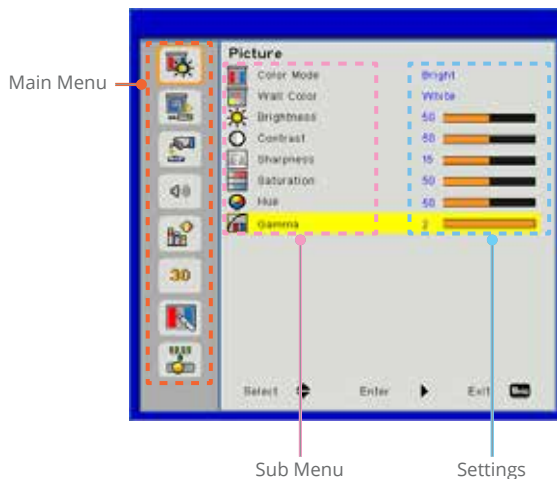 Main Menu
Picture
Color Mode Bright
Wall Color White
Brightness 50
Contrast 50
Sharpness 15
Saturation 50
Hue 50
Gamma 2
30
Select Enter Exit Menu
Sub Menu
Settings